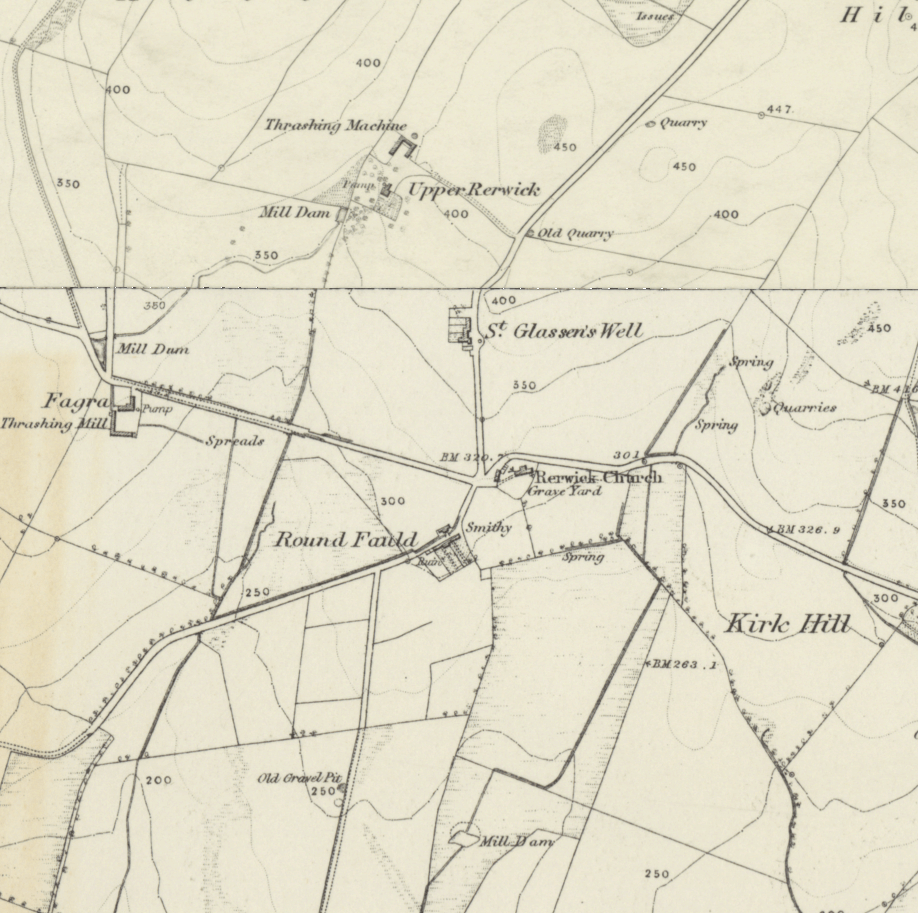 Issues
Hil
400
400
447
Thrashing Machine
Quarry
450
450
350
Pump
Upper Rerwick
Mill Dam
400
400
Old Quarry
350
350
400
St. Glassen's Well
450
Mill Dam
Spring
350
BM 4
Fagra
Pump
Quarries
Thrashing Mill
Spring
Spreads
BM 320.7
301
Rerwick Church
Grave Yard
300
350
Smithy
BM 326.9
Round Fauld
Spring
250
300
Kirk Hill
BM 263.1
200
Old Gravel Pit
250
Mill Dam
250